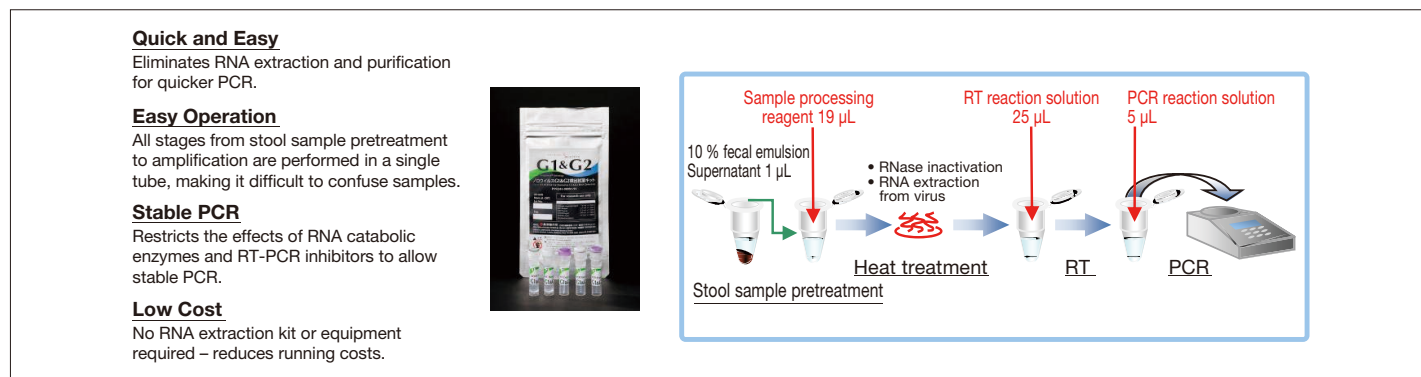 Quick and Easy
Eliminates RNA extraction and purification
for quicker PCR.
Easy Operation
All stages from stool sample pretreatment
to amplification are performed in a single
tube, making it difficult to confuse samples.
Stable PCR
Restricts the effects of RNA catabolic
enzymes and RT-PCR inhibitors to allow
stable PCR.
Low Cost
No RNA extraction kit or equipment
required – reduces running costs.
G1&G2
Sample processing
reagent 19 µL
RT reaction solution
25 µL
PCR reaction solution
5 µL
10 % fecal emulsion
Supernatant 1 µL
• RNase inactivation
• RNA extraction
from virus
Heat treatment
RT
PCR
Stool sample pretreatment